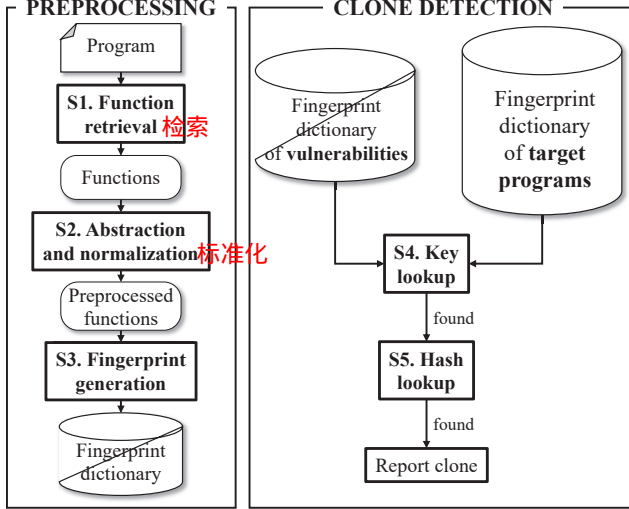 PREPROCESSING
Program
S1. Function
retrieval 检索
Functions
S2. Abstraction
and normalization标准化
Preprocessed
functions
S3. Fingerprint
generation
Fingerprint
dictionary
CLONE DETECTION
Fingerprint
dictionary
of vulnerabilities
Fingerprint
dictionary
of target
programs
S4. Key
lookup
found
S5. Hash
lookup
found
Report clone